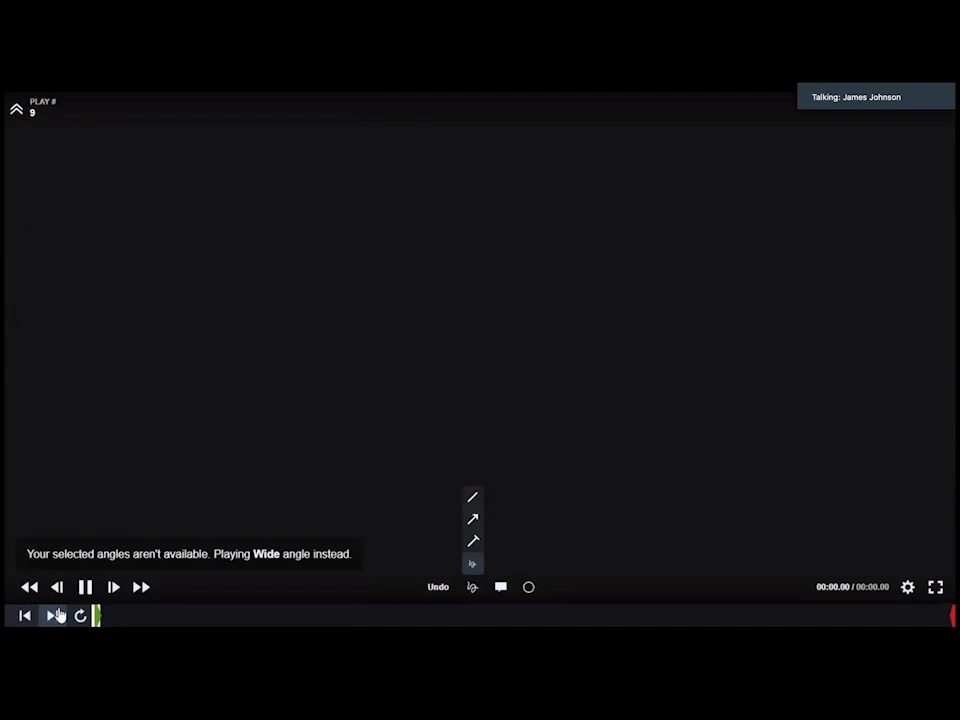 PLAY #
9
Talking: James Johnson
Your selected angles aren't available. Playing Wide angle instead.
Undo
00:00.00 / 00:00.00